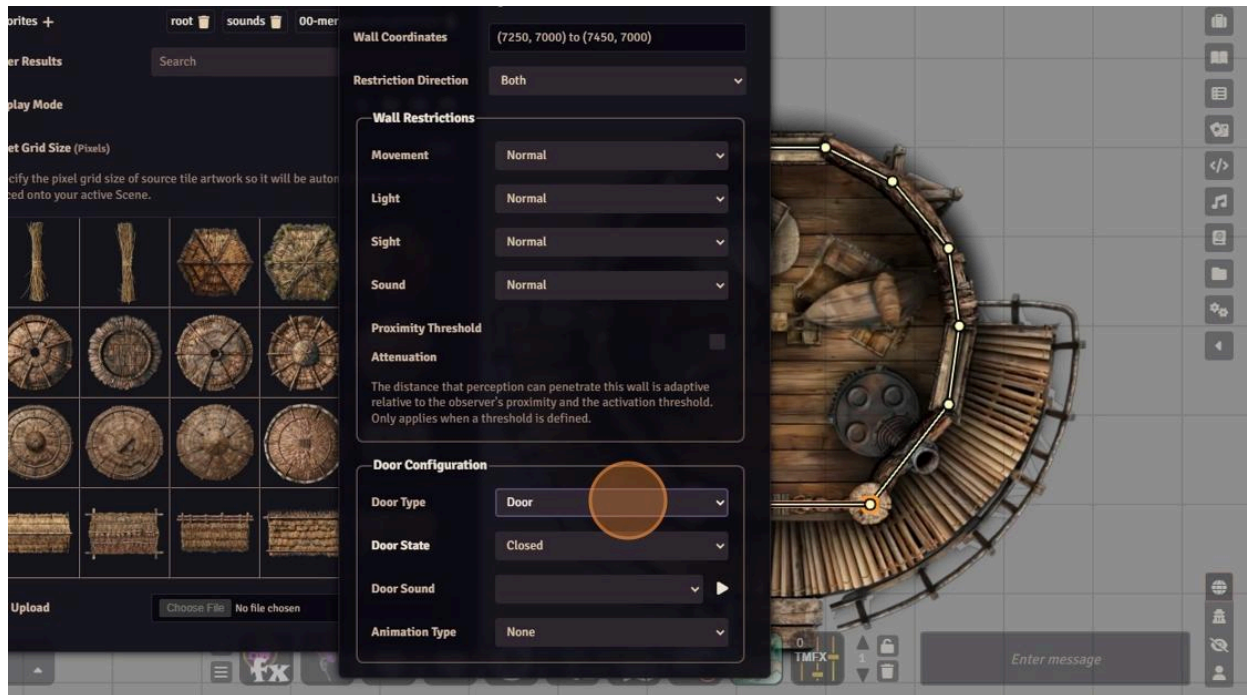 orites +
root
sounds
00-mer
er Results
Search
play Mode
et Grid Size (Pixels)
cify the pixel grid size of source tile artwork so it will be auton
ced onto your active Scene.
Upload
Choose File No file chosen
Wall Coordinates
(7250, 7000) to (7450, 7000)
Restriction Direction
Both
Wall Restrictions
Movement
Normal
Light
Normal
Sight
Normal
Sound
Normal
Proximity Threshold
Attenuation
The distance that perception can penetrate this wall is adaptive
relative to the observer's proximity and the activation threshold.
Only applies when a threshold is defined.
Door Configuration
Door Type
Door
Door State
Closed
Door Sound
Animation Type
None
fx
0
TMFX
1
Enter message